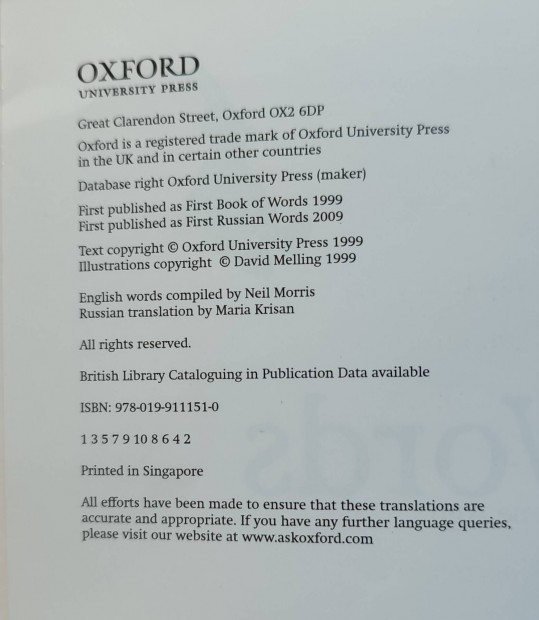 OXFORD
UNIVERSITY PRESS
Great Clarendon Street, Oxford OX2 6DP
Oxford is a registered trade mark of Oxford University Press
in the UK and in certain other countries
Database right Oxford University Press (maker)
First published as First Book of Words 1999
First published as First Russian Words 2009
Text copyright © Oxford University Press 1999
Illustrations copyright © David Melling 1999
English words compiled by Neil Morris
Russian translation by Maria Krisan
All rights reserved.
British Library Cataloguing in Publication Data available
ISBN: 978-019-911151-0
1 3 5 7 9 10 8 6 4 2
Printed in Singapore
All efforts have been made to ensure that these translations are
accurate and appropriate. If you have any further language queries,
please visit our website at www.askoxford.com